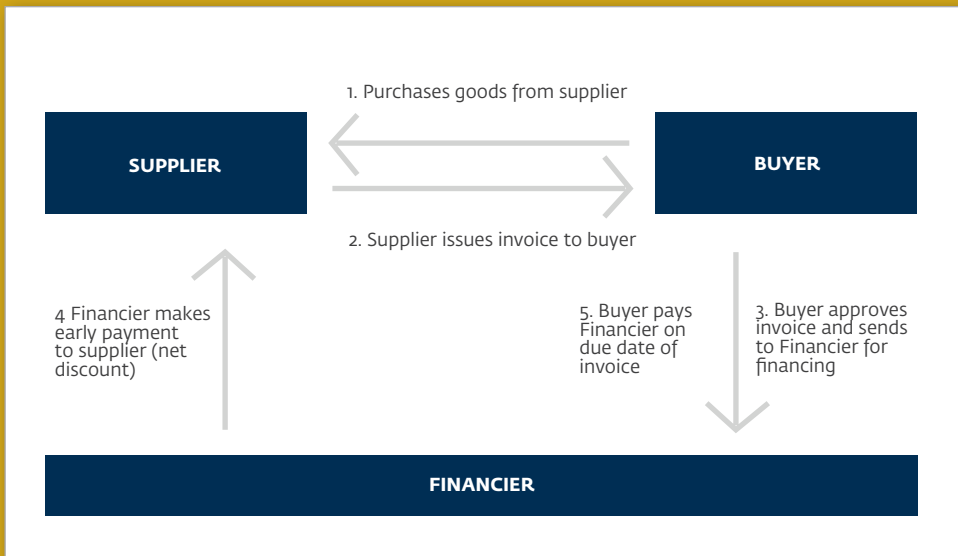 1. Purchases goods from supplier
SUPPLIER
BUYER
2. Supplier issues invoice to buyer
4 Financier makes
early payment
to supplier (net
discount)
5. Buyer pays
Financier on
due date of
invoice
3. Buyer approves
invoice and sends
to Financier for
financing
FINANCIER